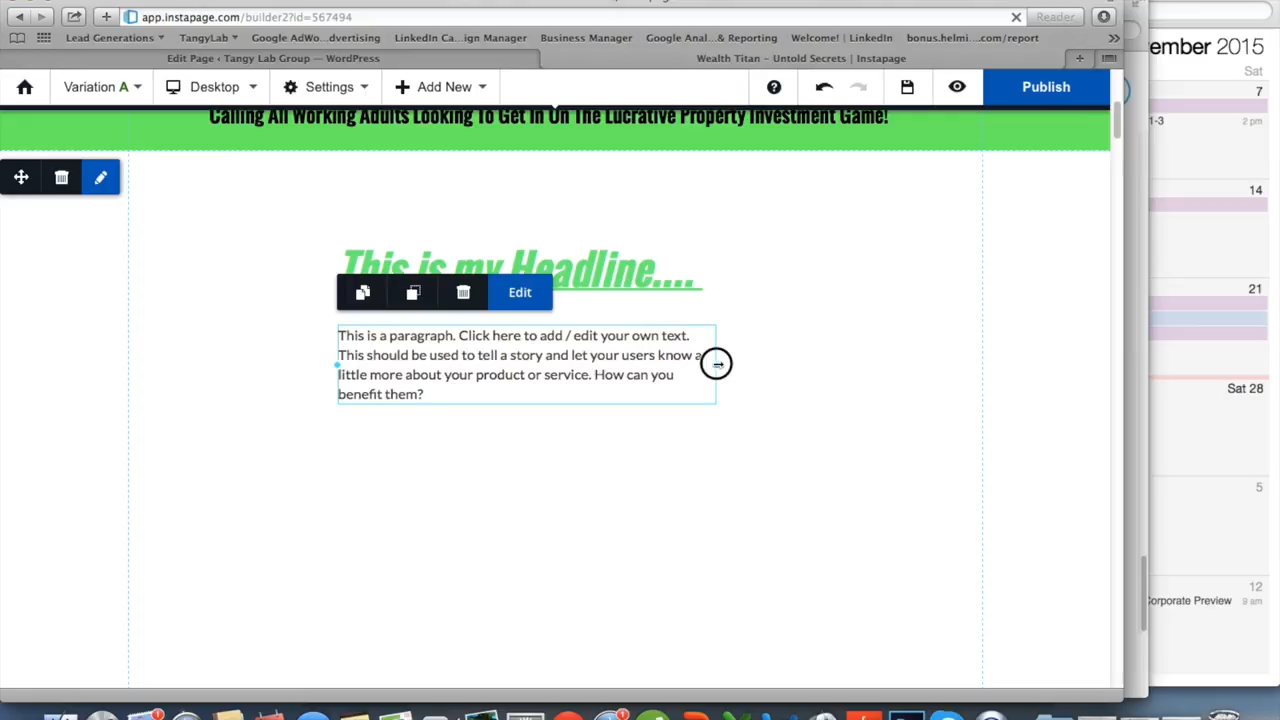 app.instapage.com/builder2?id=567494
Reader
Lead Generations TangyLab Google AdWo...dvertising LinkedIn Ca...ign Manager Business Manager Google Anal...& Reporting Welcome! | LinkedIn bonus.helmi....com/report
Edit Page ‹ Tangy Lab Group — WordPress
Wealth Titan - Untold Secrets | Instapage
Variation A
Desktop
Settings
Add New
Publish
Calling All Working Adults Looking To Get In On The Lucrative Property Investment Game!
This is my Headline....
Edit
This is a paragraph. Click here to add / edit your own text.
This should be used to tell a story and let your users know a
little more about your product or service. How can you
benefit them?
ember 2015
Sat
7
1-3 2 pm
14
21
Sat 28
5
12
Corporate Preview 9 am
1
1